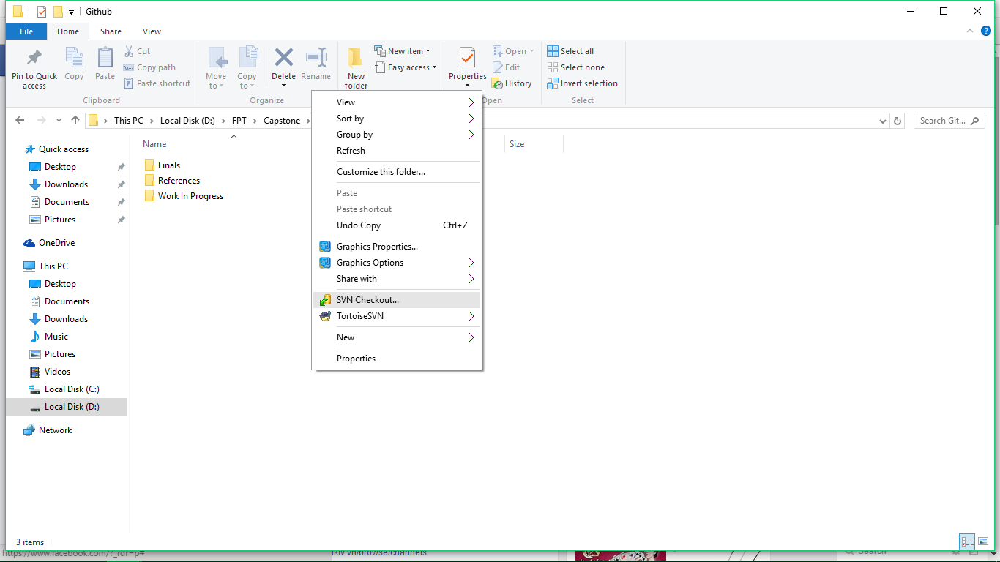 Github
File Home Share View
Pin to Quick access
Copy
Paste
Cut
Copy path
Paste shortcut
Clipboard
Move to
Copy to
Delete
Rename
Organize
New folder
New item
Easy access
Properties
Open
Edit
History
Open
Select all
Select none
Invert selection
Select
This PC Local Disk (D:) FPT Capstone
Search Git...
Quick access
Desktop
Downloads
Documents
Pictures
OneDrive
This PC
Desktop
Documents
Downloads
Music
Pictures
Videos
Local Disk (C:)
Local Disk (D:)
Network
Name
Size
Finals
References
Work In Progress
View
Sort by
Group by
Refresh
Customize this folder...
Paste
Paste shortcut
Undo Copy Ctrl+Z
Graphics Properties...
Graphics Options
Share with
SVN Checkout...
TortoiseSVN
New
Properties
3 items
https://www.facebook.com/?_rdr=p#
lktv.vn/browse/channels
Search